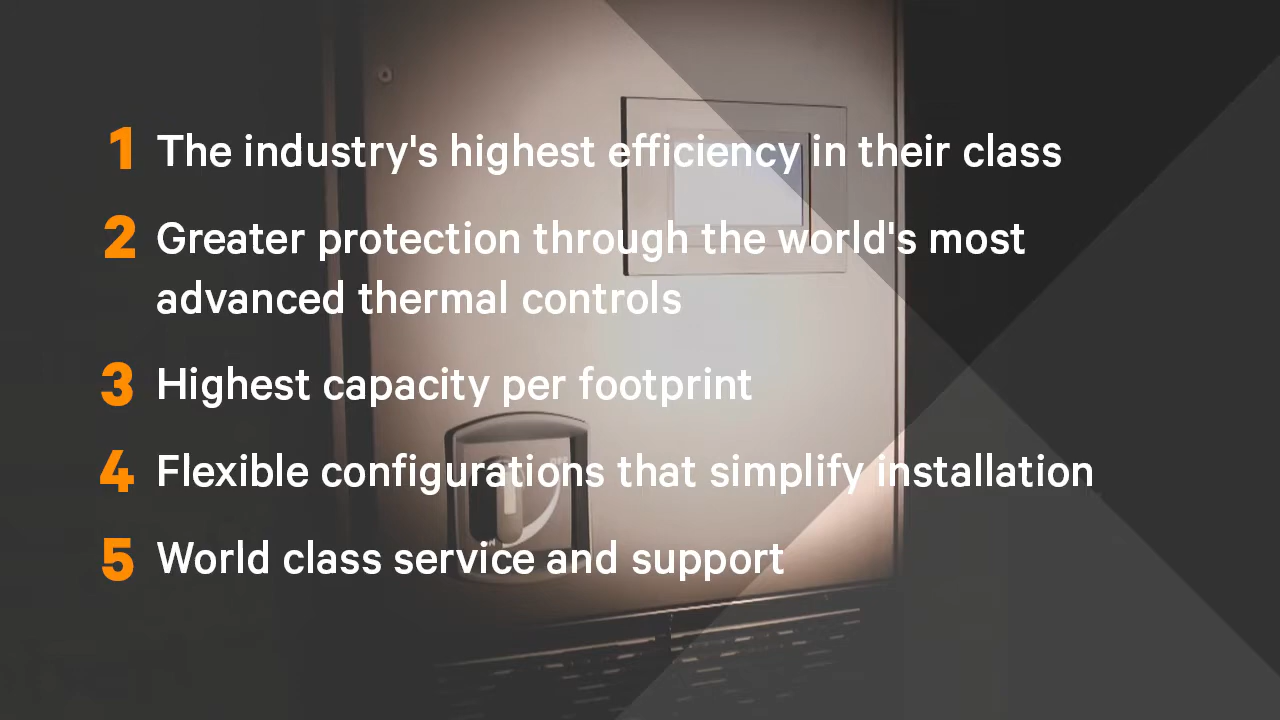 1 The industry's highest efficiency in their class
2 Greater protection through the world's most
advanced thermal controls
3 Highest capacity per footprint
4 Flexible configurations that simplify installation
5 World class service and support